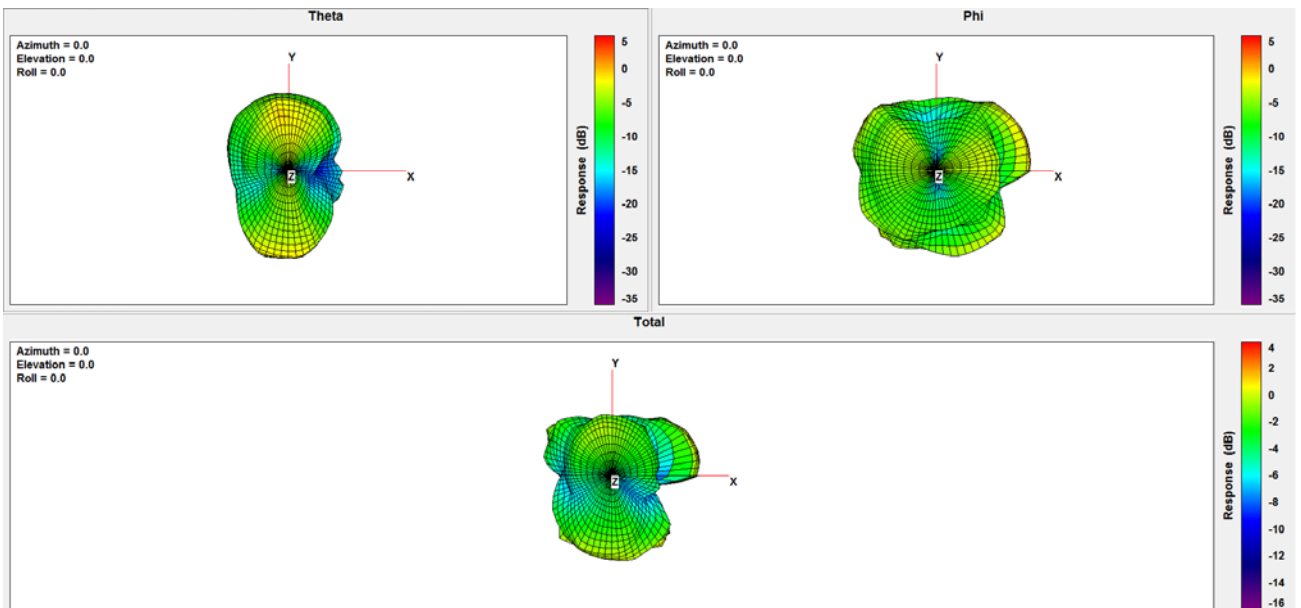 Theta
Azimuth = 0.0
Elevation = 0.0
Roll = 0.0
Y
X
Z
Response (dB)
5
0
-5
-10
-15
-20
-25
-30
-35
Phi
Azimuth = 0.0
Elevation = 0.0
Roll = 0.0
Y
X
Z
Response (dB)
5
0
-5
-10
-15
-20
-25
-30
-35
Total
Azimuth = 0.0
Elevation = 0.0
Roll = 0.0
Y
X
Z
Response (dB)
4
2
0
-2
-4
-6
-8
-10
-12
-14
-16